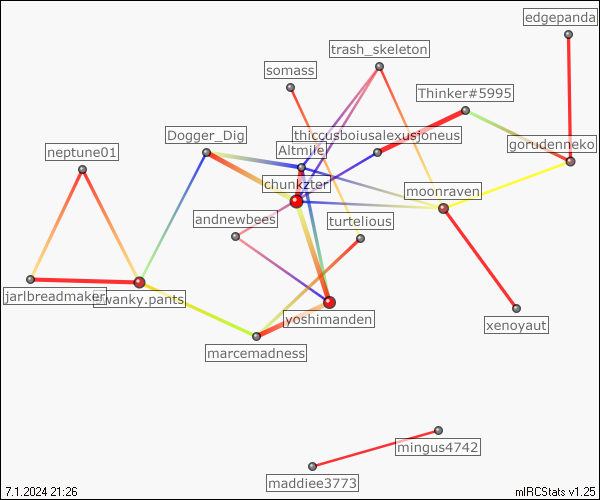 edgepanda
trash_skeleton
somass
Thinker#5995
Dogger_Dig
thiccusboiusalexusjoneus
gorudenneko
neptune01
Altmile
chunkzter
moonraven
andnewbees
turtelious
jarlbreadmaker
swanky.pants
yoshimanden
xenoyaut
marcemadness
mingus4742
maddiee3773
7.1.2024 21:26
mIRCStats v1.25